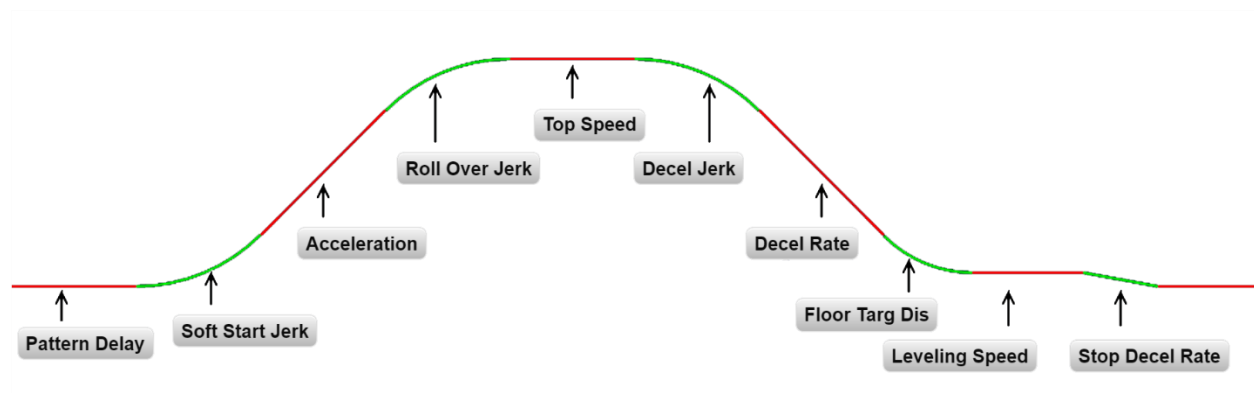 Top Speed
Roll Over Jerk
Decel Jerk
Acceleration
Decel Rate
Floor Targ Dis
Soft Start Jerk
Pattern Delay
Leveling Speed
Stop Decel Rate